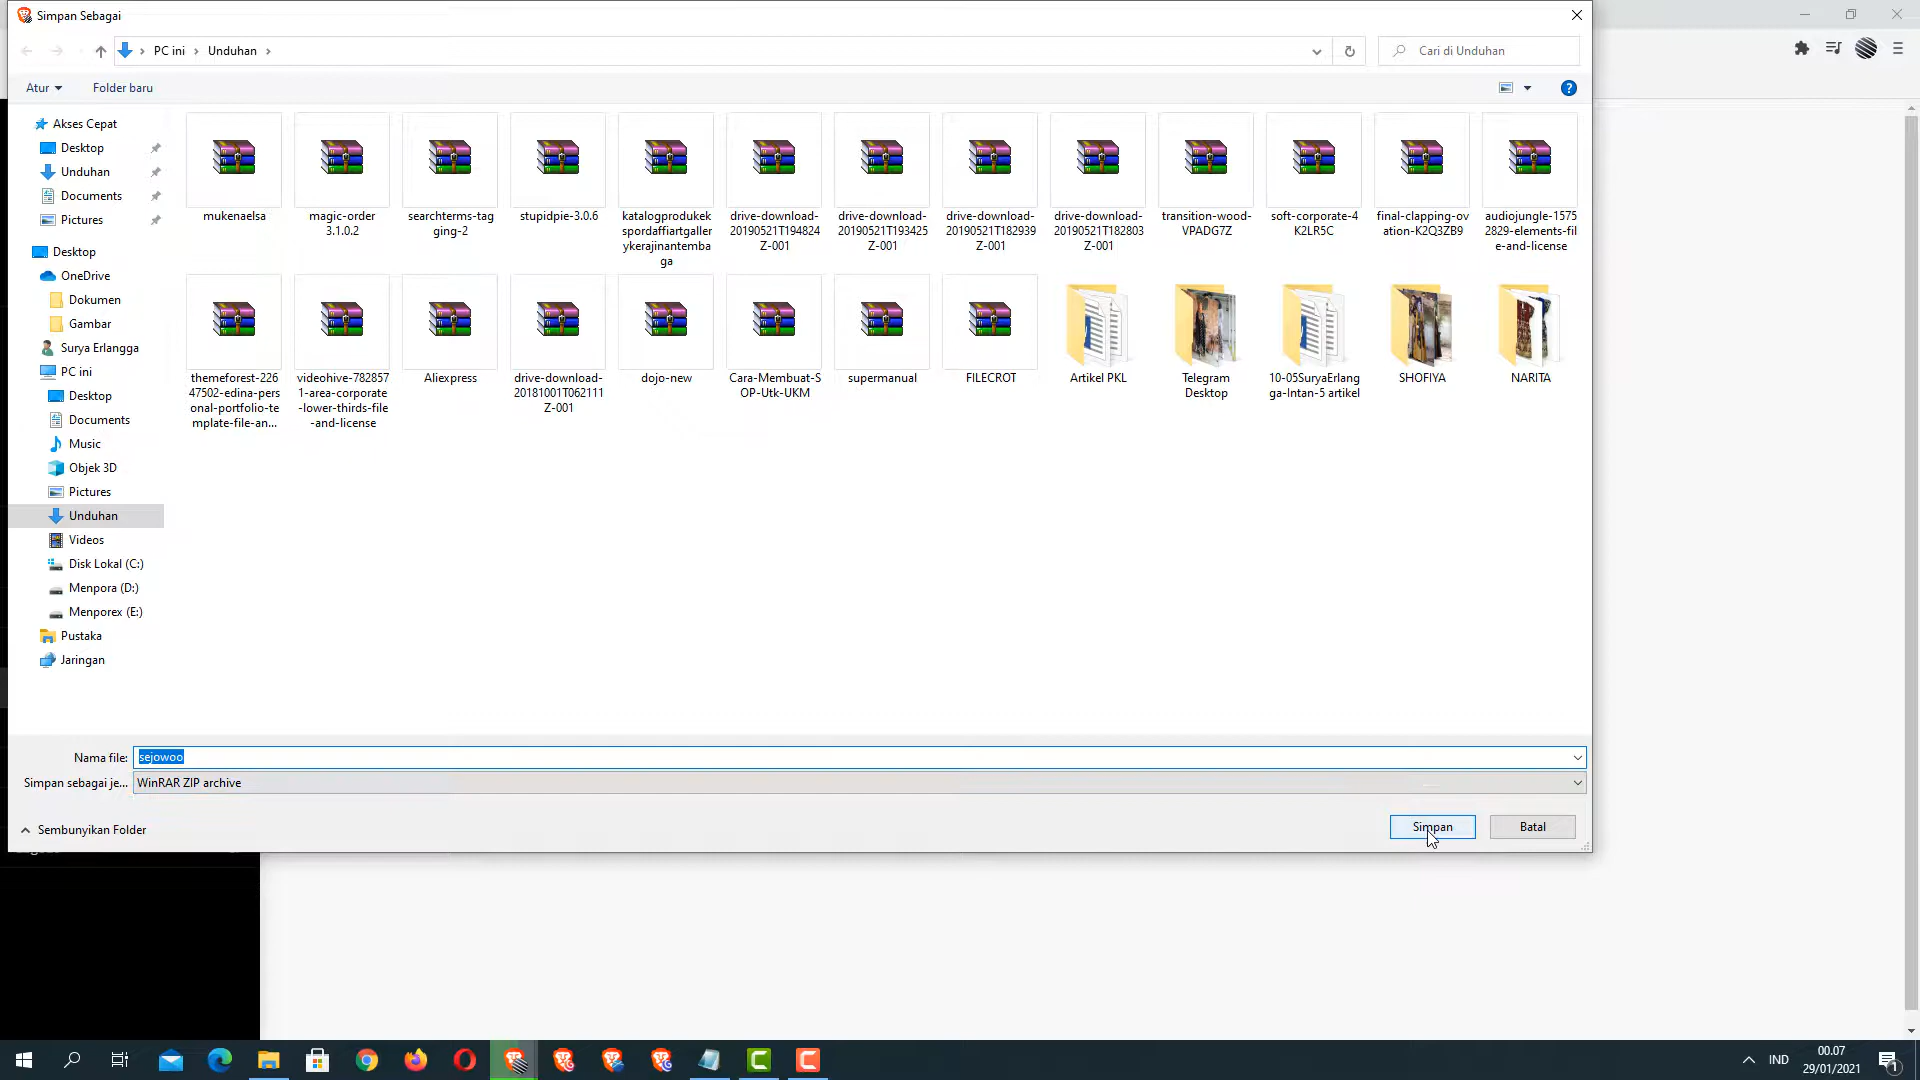 Simpan Sebagai
PC ini
Unduhan
Cari di Unduhan
Atur
Folder baru
Akses Cepat
Desktop
Unduhan
Documents
Pictures
Desktop
OneDrive
Dokumen
Gambar
Surya Erlangga
PC ini
Desktop
Documents
Music
Objek 3D
Pictures
Unduhan
Videos
Disk Lokal (C:)
Menpora (D:)
Menporex (E:)
Pustaka
Jaringan
mukenaelsa
magic-order
3.1.0.2
searchterms-tag
ging-2
stupidpie-3.0.6
katalogprodukek
spordaffiartgaller
ykerajinantemba
ga
drive-download-
20190521T194824
Z-001
drive-download-
20190521T193425
Z-001
drive-download-
20190521T182939
Z-001
drive-download-
20190521T182803
Z-001
transition-wood-
VPADG7Z
soft-corporate-4
K2LR5C
final-clapping-ov
ation-K2Q3ZB9
audiojungle-1575
2829-elements-fil
e-and-license
themeforest-226
47502-edina-pers
onal-portfolio-te
mplate-file-an...
videohive-782857
1-area-corporate
-lower-thirds-file
-and-license
Aliexpress
drive-download-
20181001T062111
Z-001
dojo-new
Cara-Membuat-S
OP-Utk-UKM
supermanual
FILECROT
Artikel PKL
Telegram
Desktop
10-05SuryaErlang
ga-Intan-5 artikel
SHOFIYA
NARITA
Nama file:
sejowoo
Simpan sebagai je...
WinRAR ZIP archive
Sembunyikan Folder
Simpan
Batal
IND
00.07
29/01/2021
1